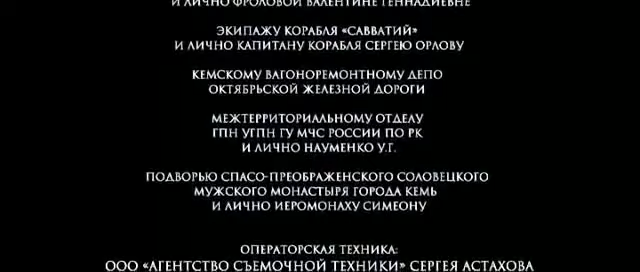 И ЛИЧНО ФРОЛОВОЙ ВАЛЕНТИНЕ ГЕННАДИЕВНЕ
ЭКИПАЖУ КОРАБЛЯ «САВВАТИЙ»
И ЛИЧНО КАПИТАНУ КОРАБЛЯ СЕРГЕЮ ОРЛОВУ
КЕМСКОМУ ВАГОНОРЕМОНТНОМУ ДЕПО
ОКТЯБРЬСКОЙ ЖЕЛЕЗНОЙ ДОРОГИ
МЕЖТЕРРИТОРИАЛЬНОМУ ОТДЕЛУ
ГПН УГПН ГУ МЧС РОССИИ ПО РК
И ЛИЧНО НАУМЕНКО У.Г.
ПОДВОРЬЮ СПАСО-ПРЕОБРАЖЕНСКОГО СОЛОВЕЦКОГО
МУЖСКОГО МОНАСТЫРЯ ГОРОДА КЕМЬ
И ЛИЧНО ИЕРОМОНАХУ СИМЕОНУ
ОПЕРАТОРСКАЯ ТЕХНИКА:
ООО «АГЕНТСТВО СЪЕМОЧНОЙ ТЕХНИКИ» СЕРГЕЯ АСТАХОВА